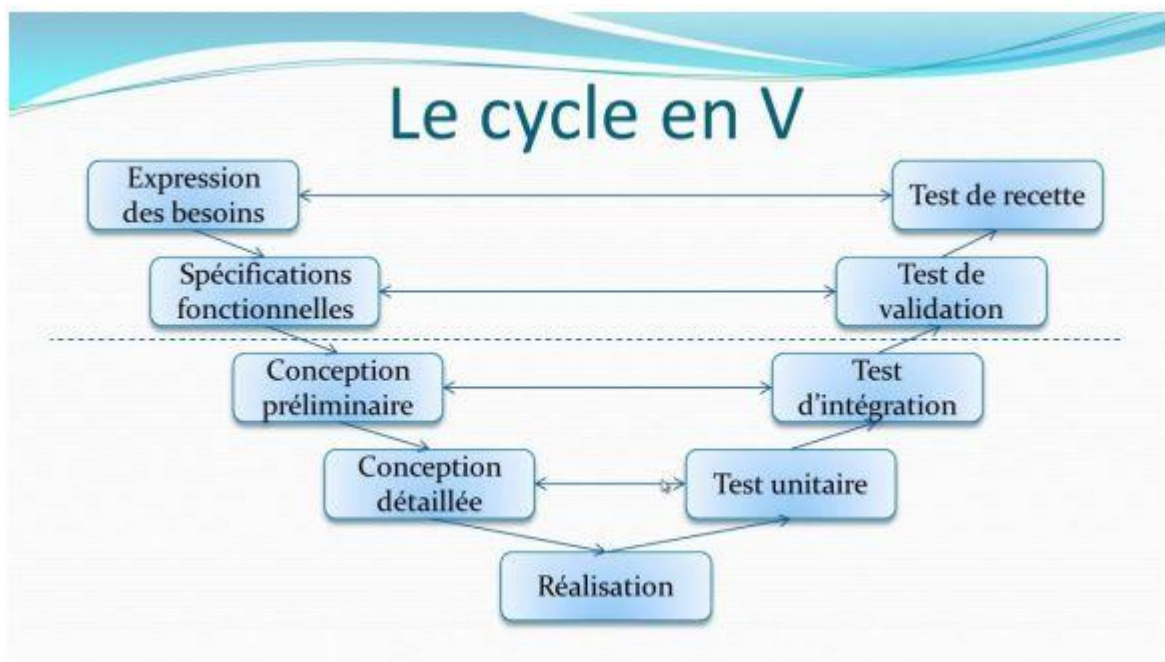 Le cycle en V
Expression
des besoins
Test de recette
Spécifications
fonctionnelles
Test de
validation
Conception
préliminaire
Test
d'intégration
Conception
détaillée
Test unitaire
Réalisation